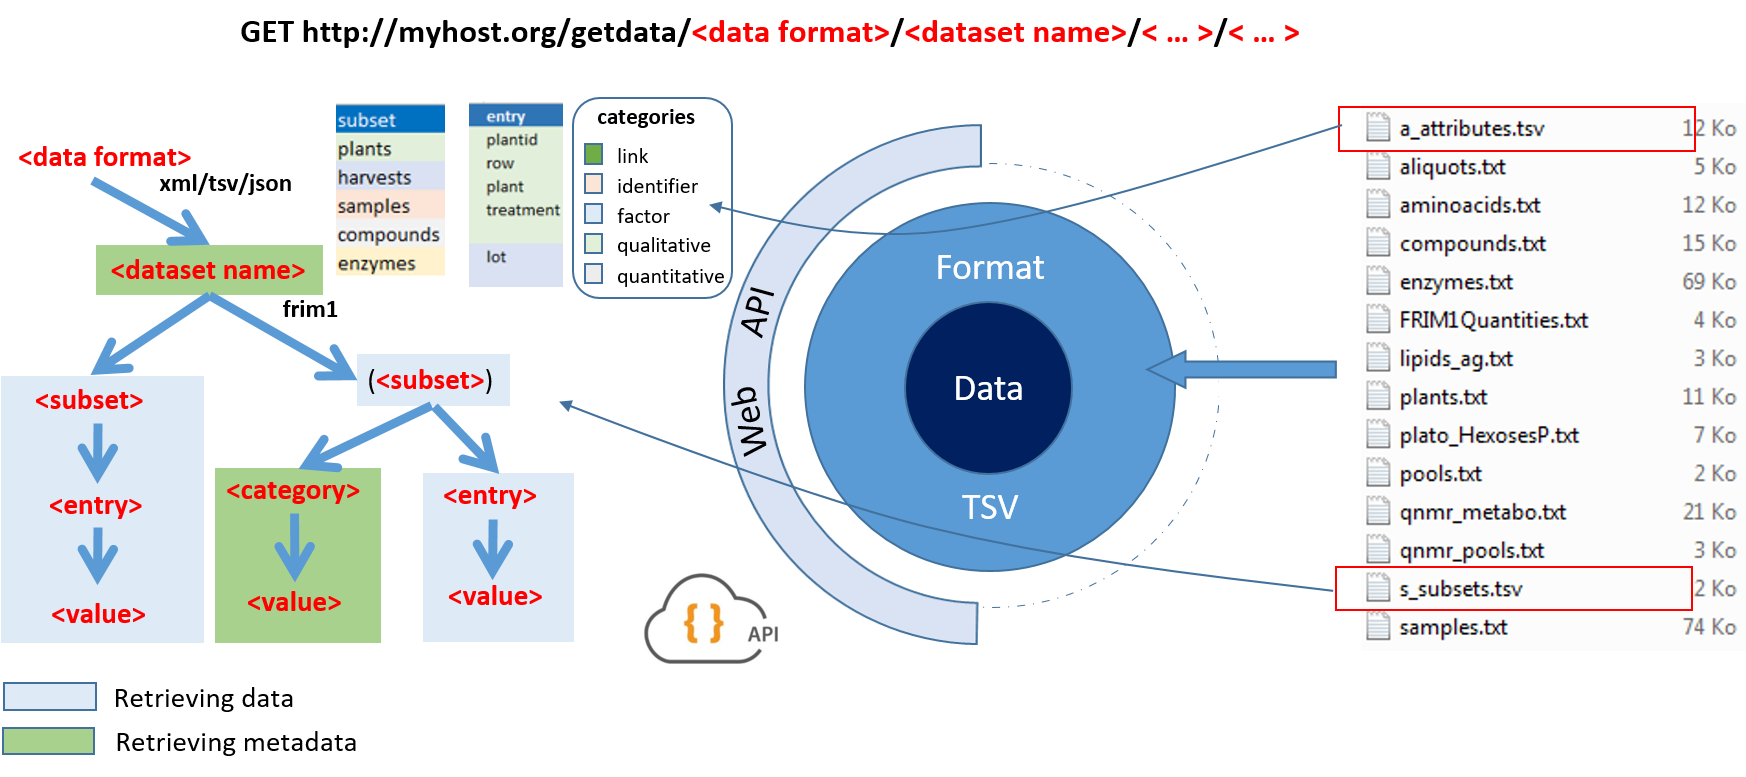 GET http://myhost.org/getdata/<data format>/<dataset name>/< ... >/< ... >
<data format>
xml/tsv/json
<dataset name>
frim1
<subset>
<entry>
<value>
(<subset>)
<category>
<value>
<entry>
<value>
Retrieving data
Retrieving metadata
subset
plants
harvests
samples
compounds
enzymes
entry
plantid
row
plant
treatment
lot
categories
link
identifier
factor
qualitative
quantitative
Web API
Format
Data
TSV
{ } API
a_attributes.tsv 12 Ko
aliquots.txt 5 Ko
aminoacids.txt 12 Ko
compounds.txt 15 Ko
enzymes.txt 69 Ko
FRIM1Quantities.txt 4 Ko
lipids_ag.txt 3 Ko
plants.txt 11 Ko
plato_HexosesP.txt 7 Ko
pools.txt 2 Ko
qnmr_metabo.txt 21 Ko
qnmr_pools.txt 3 Ko
s_subsets.tsv 2 Ko
samples.txt 74 Ko